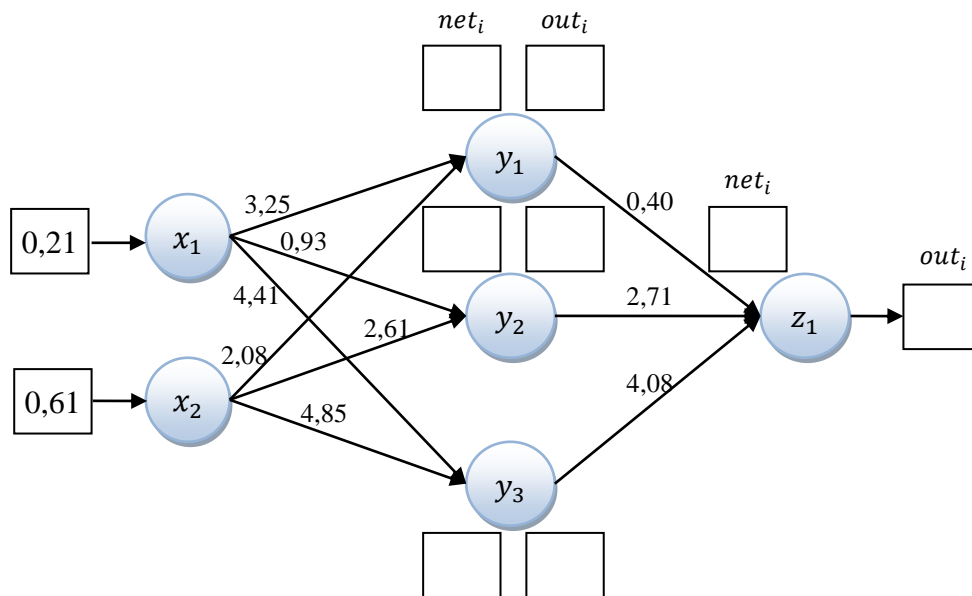 net_i out_i
y_1
3,25
0,40
net_i
0,21
x_1
0,93
out_i
4,41
y_2
2,71
z_1
2,61
2,08
0,61
x_2
4,85
4,08
y_3